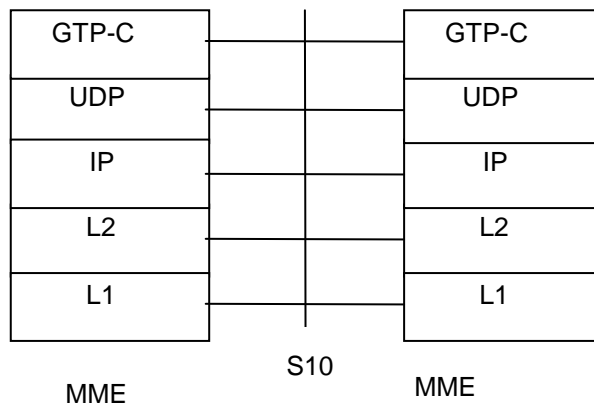 GTP-C GTP-C
UDP UDP
IP IP
L2 L2
L1 L1
S10
MME MME